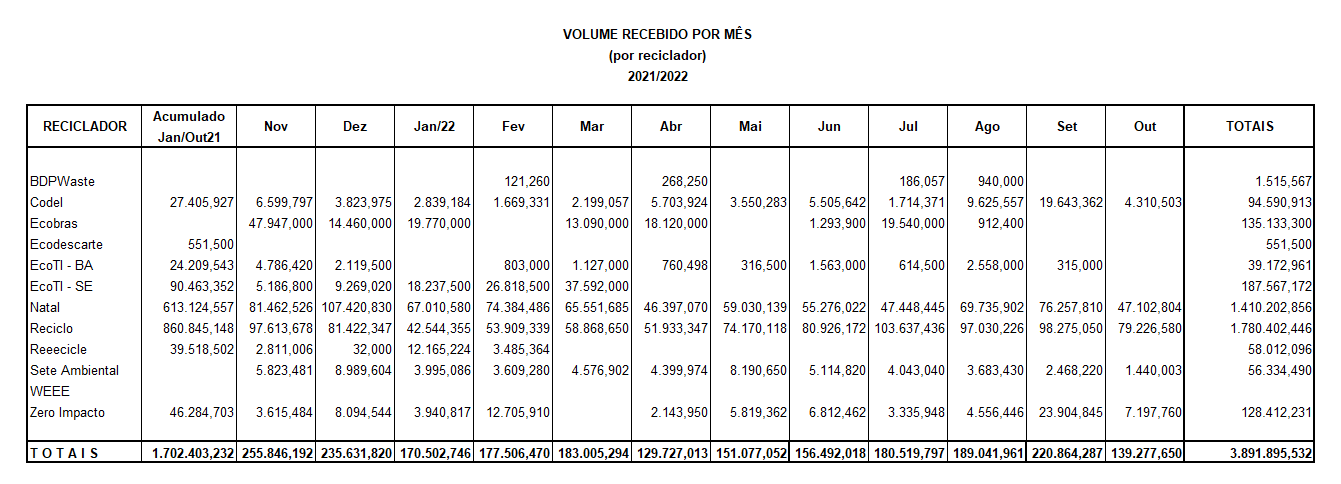 VOLUME RECEBIDO POR MÊS
(por reciclador)
2021/2022
RECICLADOR Acumulado Jan/Out21 Nov Dez Jan/22 Fev Mar Abr Mai Jun Jul Ago Set Out TOTAIS
BDPWaste 121,260 268,250 186,057 940,000 1.515,567
Codel 27.405,927 6.599,797 3.823,975 2.839,184 1.669,331 2.199,057 5.703,924 3.550,283 5.505,642 1.714,371 9.625,557 19.643,362 4.310,503 94.590,913
Ecobras 47.947,000 14.460,000 19.770,000 13.090,000 18.120,000 1.293,900 19.540,000 912,400 135.133,300
Ecodescarte 551,500 551,500
EcoTI - BA 24.209,543 4.786,420 2.119,500 803,000 1.127,000 760,498 316,500 1.563,000 614,500 2.558,000 315,000 39.172,961
EcoTI - SE 90.463,352 5.186,800 9.269,020 18.237,500 26.818,500 37.592,000 187.567,172
Natal 613.124,557 81.462,526 107.420,830 67.010,580 74.384,486 65.551,685 46.397,070 59.030,139 55.276,022 47.448,445 69.735,902 76.257,810 47.102,804 1.410.202,856
Reciclo 860.845,148 97.613,678 81.422,347 42.544,355 53.909,339 58.868,650 51.933,347 74.170,118 80.926,172 103.637,436 97.030,226 98.275,050 79.226,580 1.780.402,446
Reeecicle 39.518,502 2.811,006 32,000 12.165,224 3.485,364 58.012,096
Sete Ambiental 5.823,481 8.989,604 3.995,086 3.609,280 4.576,902 4.399,974 8.190,650 5.114,820 4.043,040 3.683,430 2.468,220 1.440,003 56.334,490
WEEE
Zero Impacto 46.284,703 3.615,484 8.094,544 3.940,817 12.705,910 2.143,950 5.819,362 6.812,462 3.335,948 4.556,446 23.904,845 7.197,760 128.412,231
T O T A I S 1.702.403,232 255.846,192 235.631,820 170.502,746 177.506,470 183.005,294 129.727,013 151.077,052 156.492,018 180.519,797 189.041,961 220.864,287 139.277,650 3.891.895,532